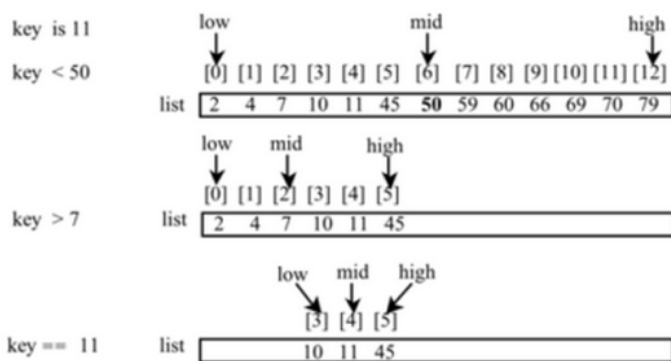 key is 11 low mid high
key < 50 [0] [1] [2] [3] [4] [5] [6] [7] [8] [9] [10] [11] [12]
list 2 4 7 10 11 45 50 59 60 66 69 70 79
low mid high
[0] [1] [2] [3] [4] [5]
key > 7 list 2 4 7 10 11 45
low mid high
[3] [4] [5]
key == 11 list
10 11 45